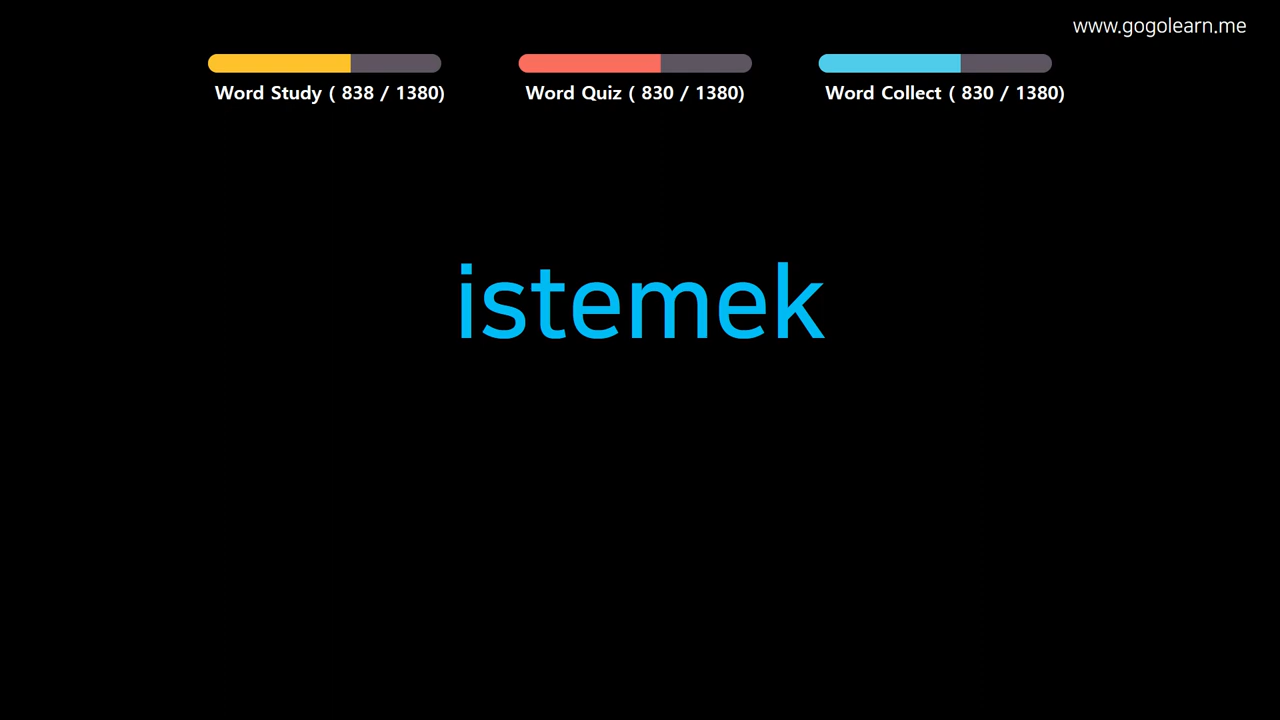 www.gogolearn.me
Word Study ( 838 / 1380)
Word Quiz ( 830 / 1380)
Word Collect ( 830 / 1380)
istemek